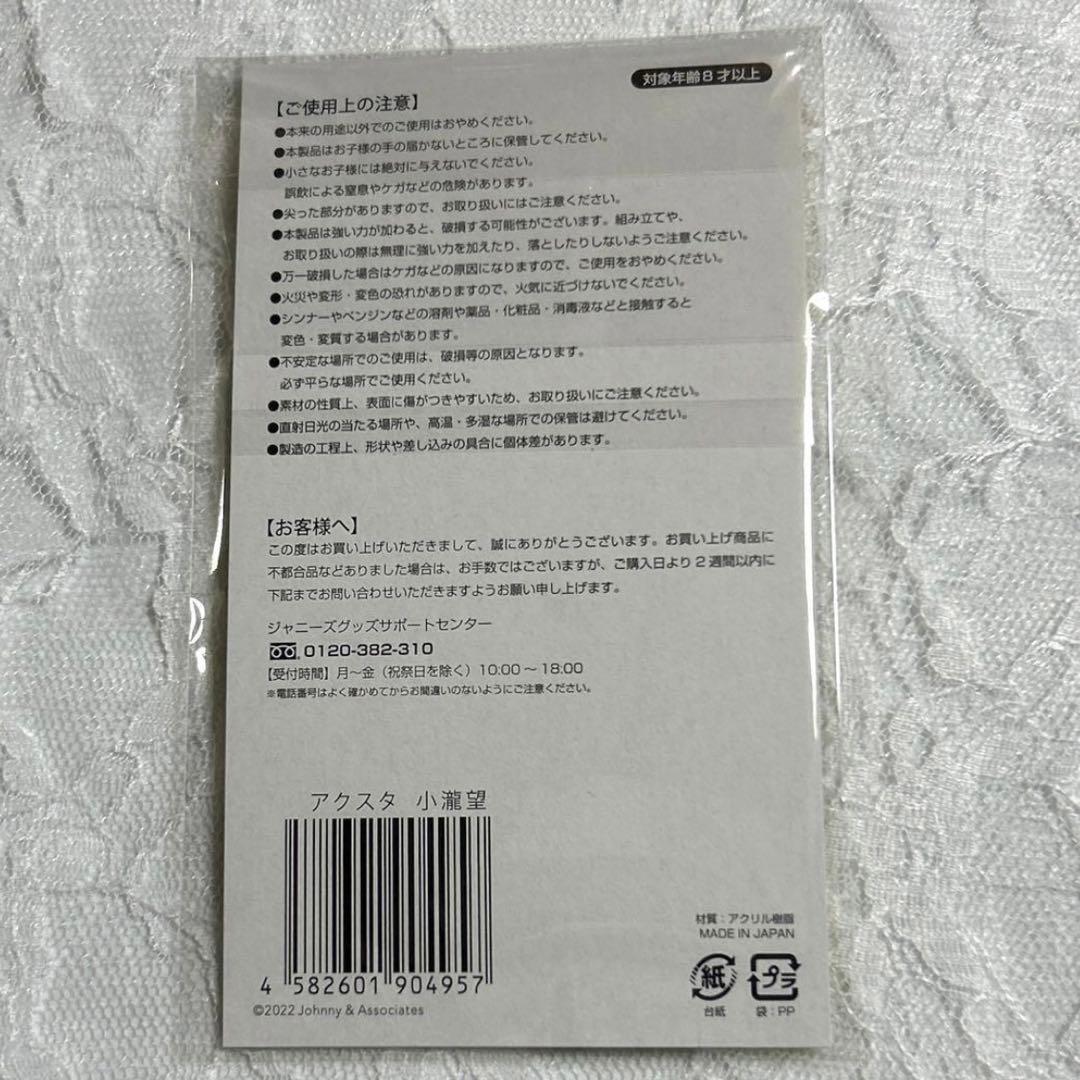 対象年齢8才以上
【ご使用上の注意】
●本来の用途以外でのご使用はおやめください。
●本製品はお子様の手の届かないところに保管してください。
●小さなお子様には絶対に与えないでください。
誤飲による窒息やケガなどの危険があります。
●尖った部分がありますので、お取り扱いにはご注意ください。
●本製品は強い力が加わると、破損する可能性がございます。組み立てや、
お取り扱いの際は無理に強い力を加えたり、落としたりしないようご注意ください。
●万一破損した場合はケガなどの原因になりますので、ご使用をおやめください。
●火災や変形・変色の恐れがありますので、火気に近づけないでください。
●シンナーやベンジンなどの溶剤や薬品・化粧品・消毒液などと接触すると
変色・変質する場合があります。
●不安定な場所でのご使用は、破損等の原因となります。
必ず平らな場所でご使用ください。
●素材の性質上、表面に傷がつきやすいため、お取り扱いにご注意ください。
●直射日光の当たる場所や、高温・多湿な場所での保管は避けてください。
●製造の工程上、形状や差し込みの具合に個体差があります。
【お客様へ】
この度はお買い上げいただきまして、誠にありがとうございます。お買い上げ商品に
不都合品などありました場合は、お手数ではございますが、ご購入日より2週間以内に
下記までお問い合わせいただきますようお願い申し上げます。
ジャニーズグッズサポートセンター
0120-382-310
【受付時間】月〜金（祝祭日を除く）10:00〜18:00
※電話番号はよく確かめてからお間違いのないようにご注意ください。
アクスタ 小瀧望
4 582601 904957
©2022 Johnny & Associates
材質：アクリル樹脂
MADE IN JAPAN
紙 プラ
台紙 袋：PP